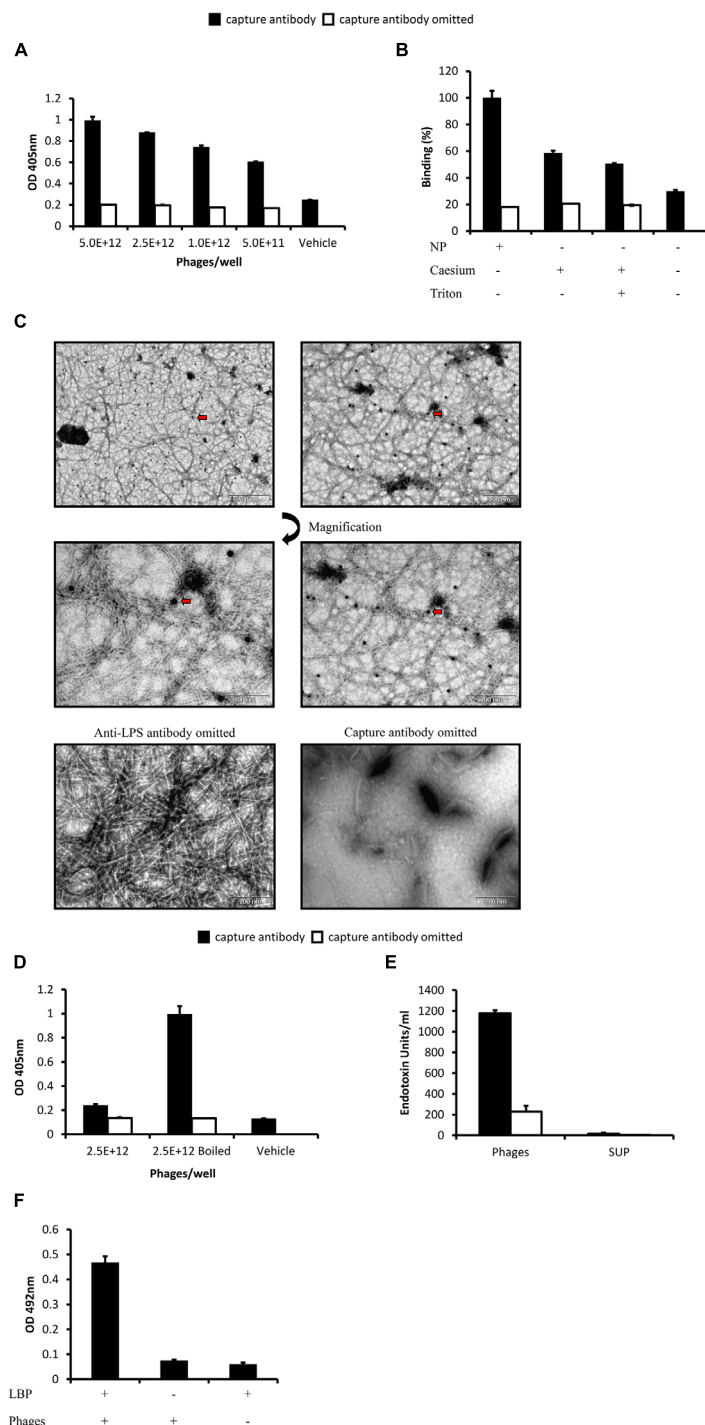 capture antibody capture antibody omitted
A
1.2
1
0.8
0.6
0.4
0.2
0
OD 405nm
5.0E+12 2.5E+12 1.0E+12 5.0E+11 Vehicle
Phages/well
B
120
100
80
60
40
20
0
Binding (%)
NP + - - -
Caesium - + + -
Triton - - + -
C
Magnification
Anti-LPS antibody omitted
Capture antibody omitted
200 nm
200 nm
capture antibody capture antibody omitted
D
1.2
1
0.8
0.6
0.4
0.2
0
OD 405nm
2.5E+12 2.5E+12 Boiled Vehicle
Phages/well
E
1400
1200
1000
800
600
400
200
0
Endotoxin Units/ml
Phages SUP
F
0.6
0.5
0.4
0.3
0.2
0.1
0
OD 492nm
LBP + - +
Phages + + -